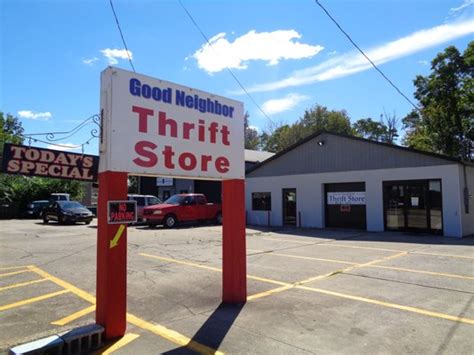 Good Neighbor
Thrift
Store
TODAY'S
SPECIAL
NO PARKING
Thrift Store